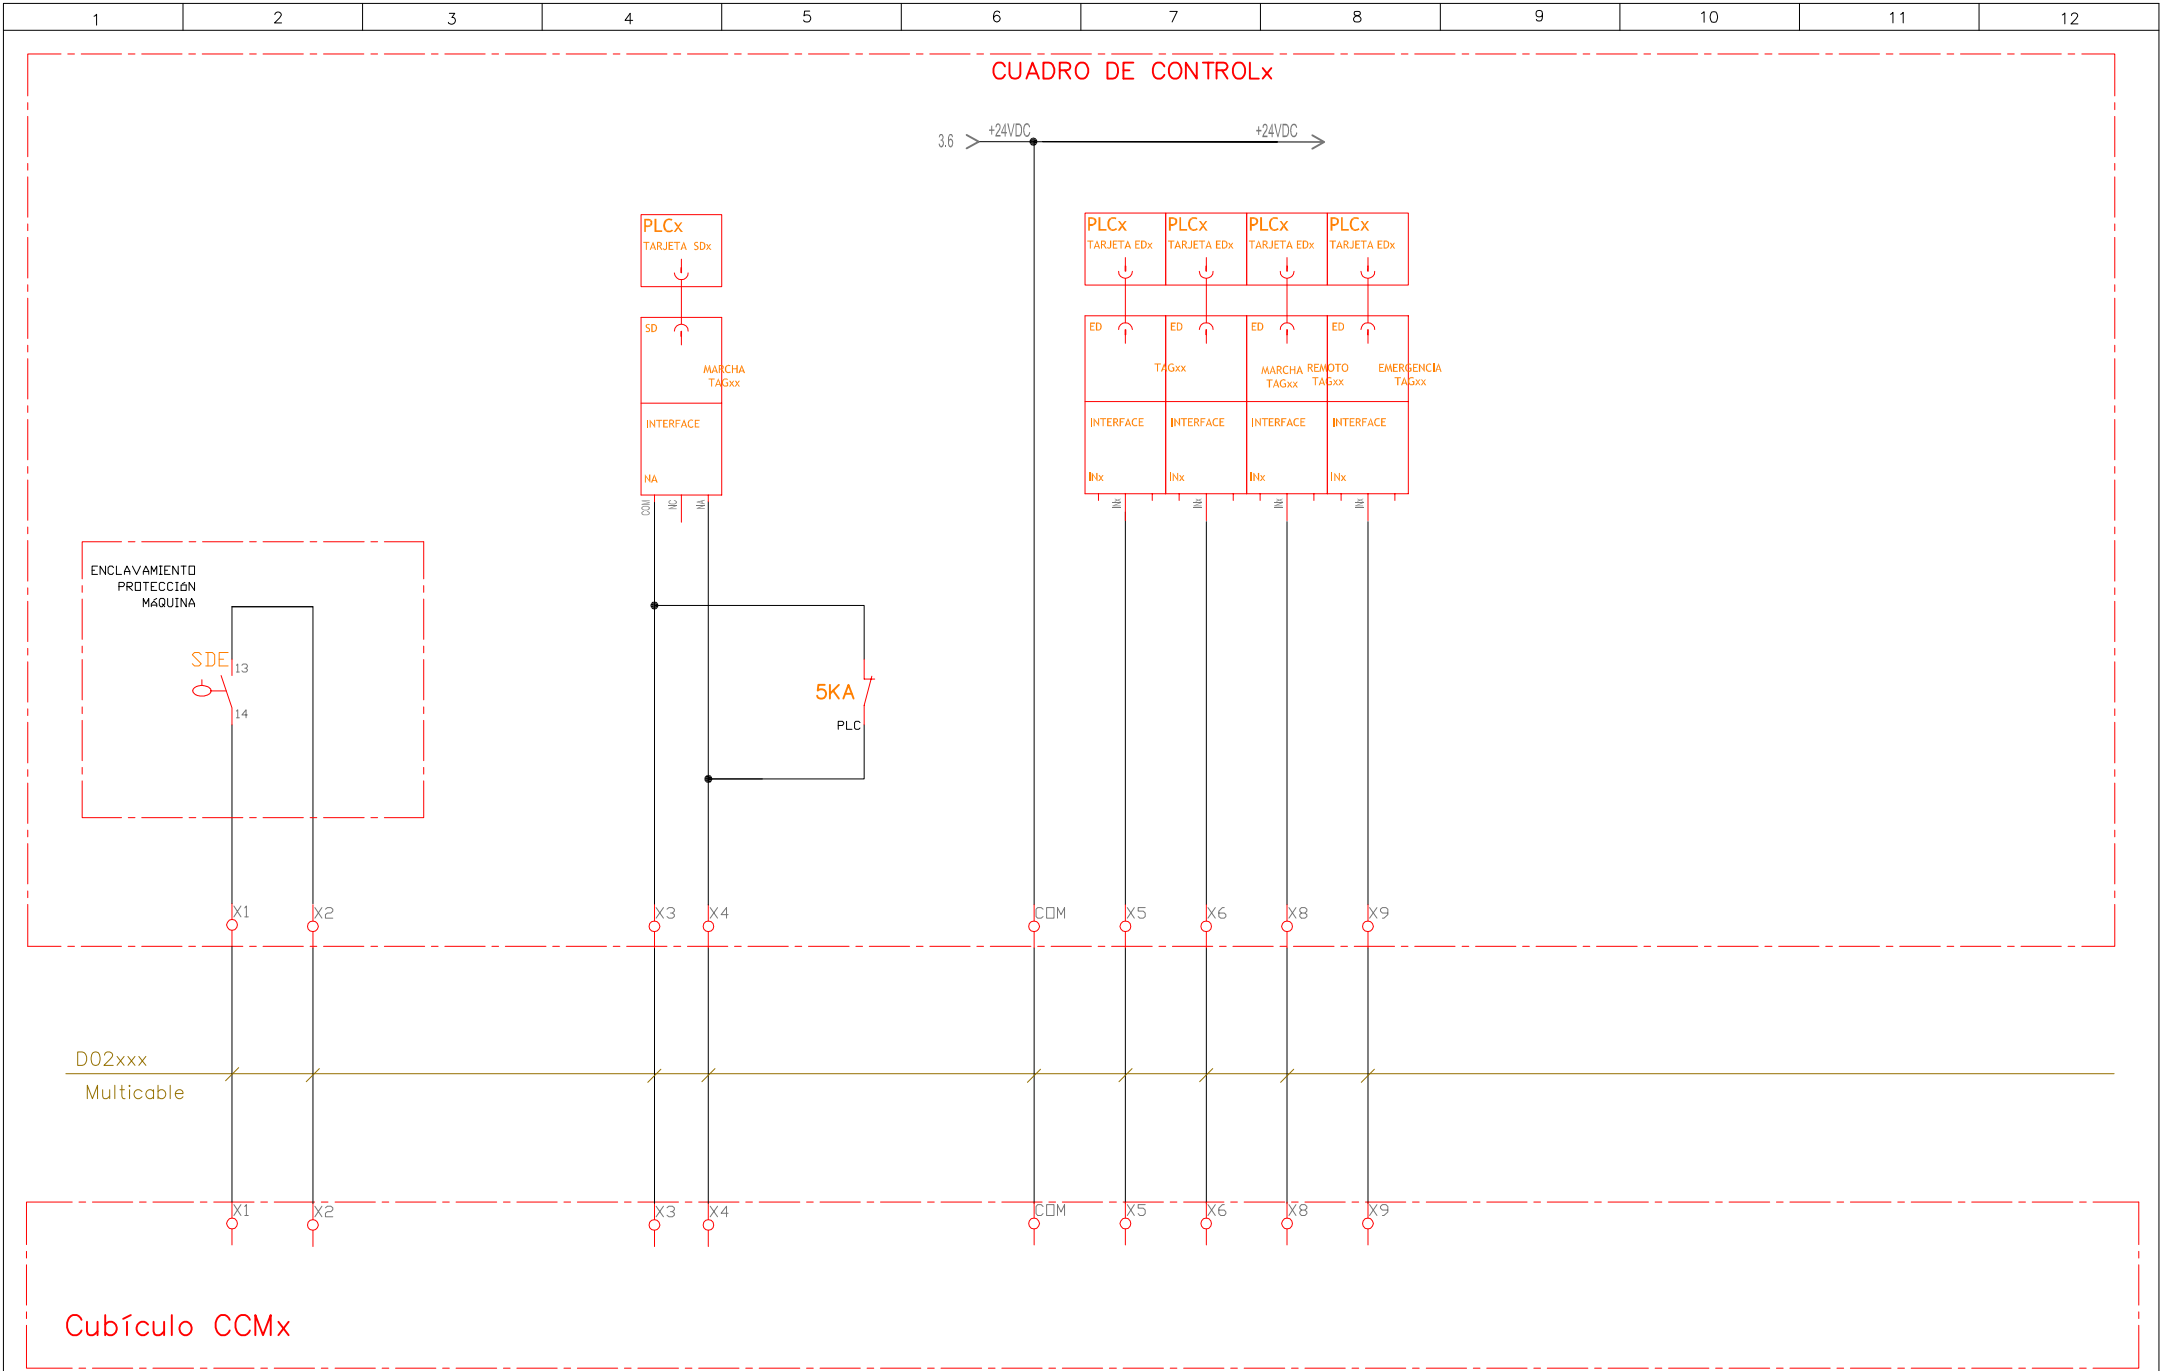 1 2 3 4 5 6 7 8 9 10 11 12
CUADRO DE CONTROLx
3.6 +24VDC +24VDC
PLCx PLCx PLCx PLCx PLCx
TARJETA SDx TARJETA EDx TARJETA EDx TARJETA EDx TARJETA EDx
SD ED ED ED ED
MARCHA
TAGxx
TAGxx
MARCHA
TAGxx
REMOTO
TAGxx
EMERGENCIA
TAGxx
INTERFACE INTERFACE INTERFACE INTERFACE INTERFACE
NA INx INx INx INx
COM NC NA INx INx INx INx
ENCLAVAMIENTO
PROTECCIóN
MáQUINA
SDE
13
14
5KA
PLC
X1 X2 X3 X4 COM X5 X6 X8 X9
D02xxx
Multicable
X1 X2 X3 X4 COM X5 X6 X8 X9
Cubículo CCMx